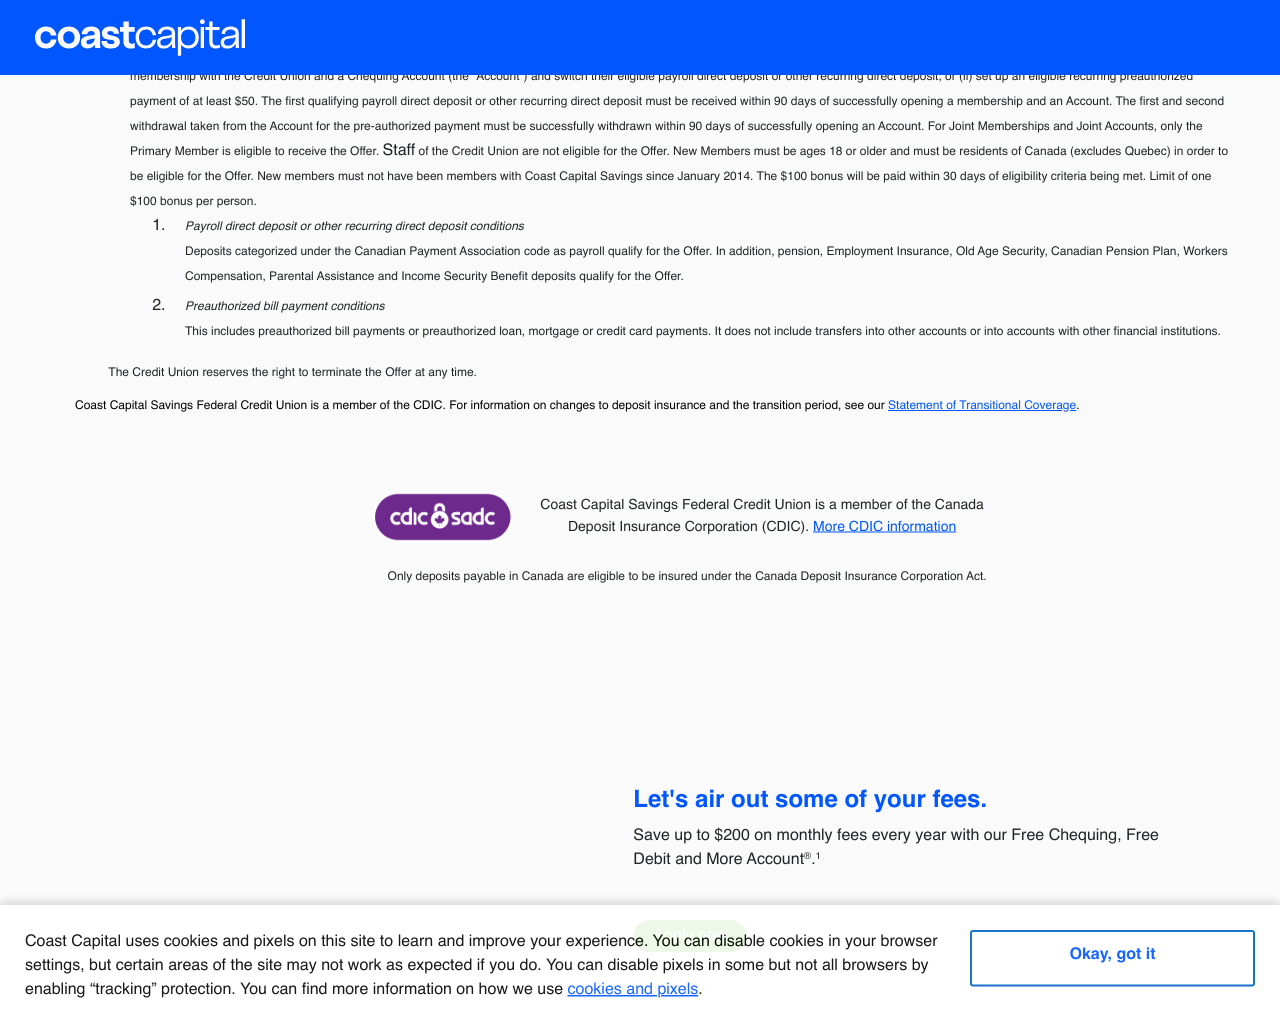 coastcapital
membership with the Credit Union and a Chequing Account (the "Account") and switch their eligible payroll direct deposit or other recurring direct deposit, or (ii) set up an eligible recurring preauthorized
payment of at least $50. The first qualifying payroll direct deposit or other recurring direct deposit must be received within 90 days of successfully opening a membership and an Account. The first and second
withdrawal taken from the Account for the pre-authorized payment must be successfully withdrawn within 90 days of successfully opening an Account. For Joint Memberships and Joint Accounts, only the
Primary Member is eligible to receive the Offer. Staff of the Credit Union are not eligible for the Offer. New Members must be ages 18 or older and must be residents of Canada (excludes Quebec) in order to
be eligible for the Offer. New members must not have been members with Coast Capital Savings since January 2014. The $100 bonus will be paid within 30 days of eligibility criteria being met. Limit of one
$100 bonus per person.
1. Payroll direct deposit or other recurring direct deposit conditions
Deposits categorized under the Canadian Payment Association code as payroll qualify for the Offer. In addition, pension, Employment Insurance, Old Age Security, Canadian Pension Plan, Workers
Compensation, Parental Assistance and Income Security Benefit deposits qualify for the Offer.
2. Preauthorized bill payment conditions
This includes preauthorized bill payments or preauthorized loan, mortgage or credit card payments. It does not include transfers into other accounts or into accounts with other financial institutions.
The Credit Union reserves the right to terminate the Offer at any time.
Coast Capital Savings Federal Credit Union is a member of the CDIC. For information on changes to deposit insurance and the transition period, see our Statement of Transitional Coverage.
cdic sadc
Coast Capital Savings Federal Credit Union is a member of the Canada
Deposit Insurance Corporation (CDIC). More CDIC information
Only deposits payable in Canada are eligible to be insured under the Canada Deposit Insurance Corporation Act.
Let's air out some of your fees.
Save up to $200 on monthly fees every year with our Free Chequing, Free
Debit and More Account®.¹
Coast Capital uses cookies and pixels on this site to learn and improve your experience. You can disable cookies in your browser
settings, but certain areas of the site may not work as expected if you do. You can disable pixels in some but not all browsers by
enabling “tracking” protection. You can find more information on how we use cookies and pixels.
Okay, got it